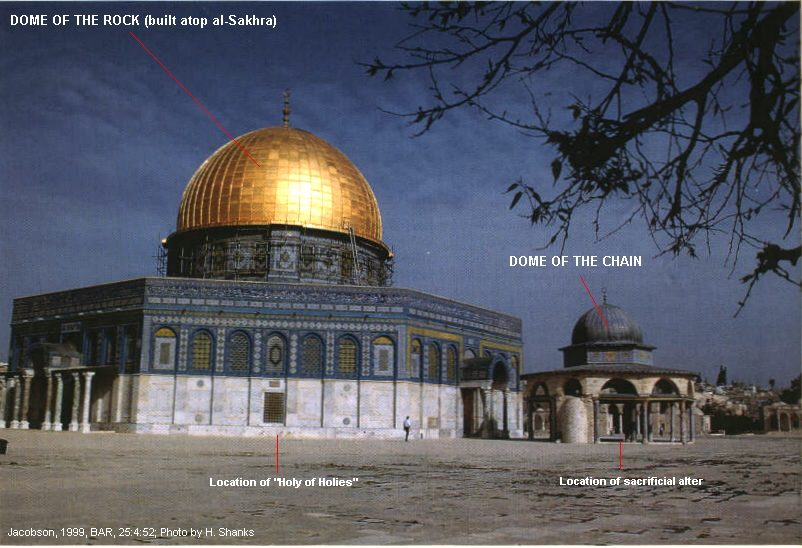 DOME OF THE ROCK (built atop al-Sakhra)
DOME OF THE CHAIN
Location of "Holy of Holies"
Location of sacrificial alter
Jacobson, 1999, BAR, 25:4:52; Photo by H. Shanks